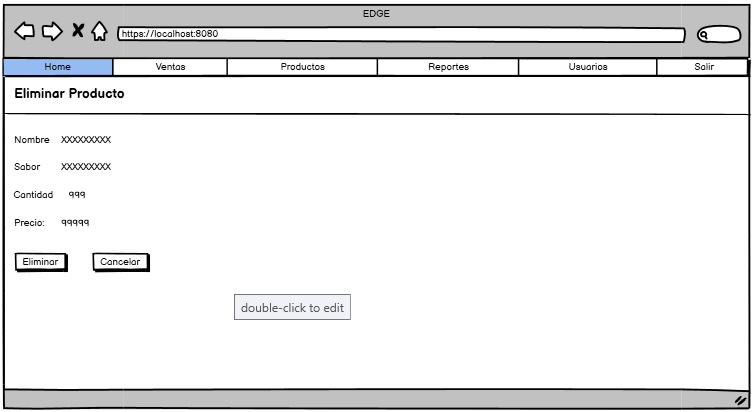 EDGE
https://localhost:8080
Home Ventas Productos Reportes Usuarios Salir
Eliminar Producto
Nombre XXXXXXXXX
Sabor XXXXXXXXX
Cantidad 999
Precio: 99999
Eliminar Cancelar
double-click to edit